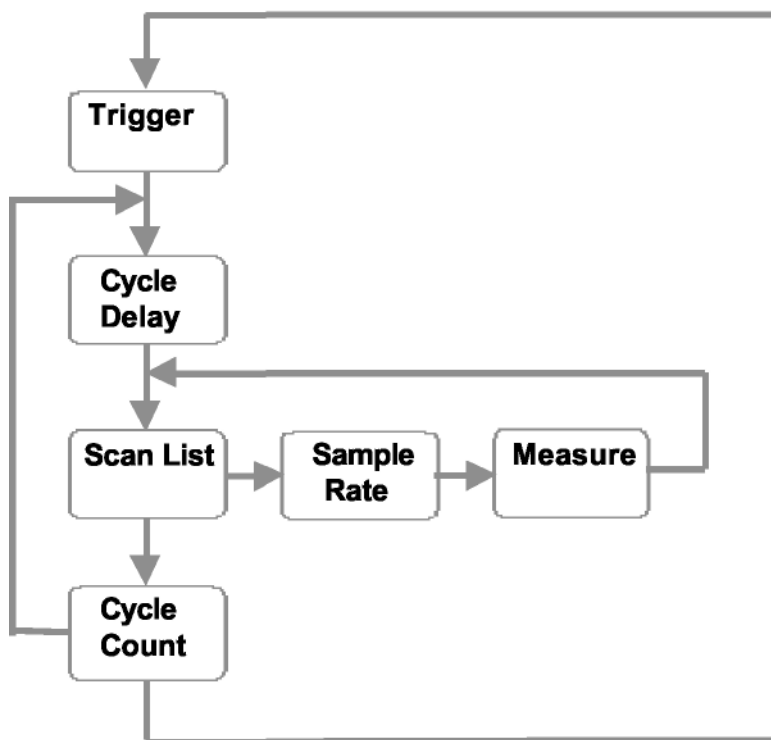 Trigger
Cycle
Delay
Scan List
Sample
Rate
Measure
Cycle
Count